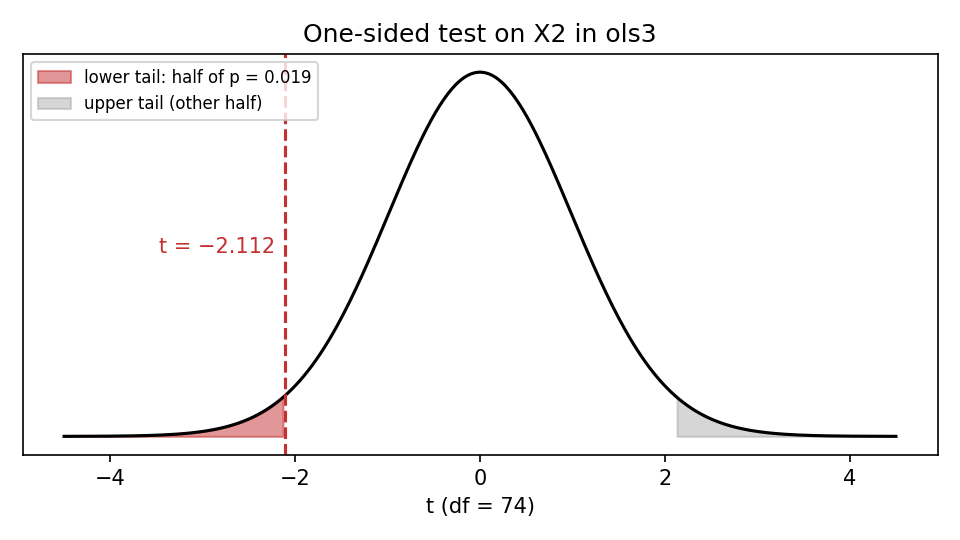 One-sided test on X2 in ols3
lower tail: half of p = 0.019
upper tail (other half)
t = −2.112
−4 −2 0 2 4
t (df = 74)